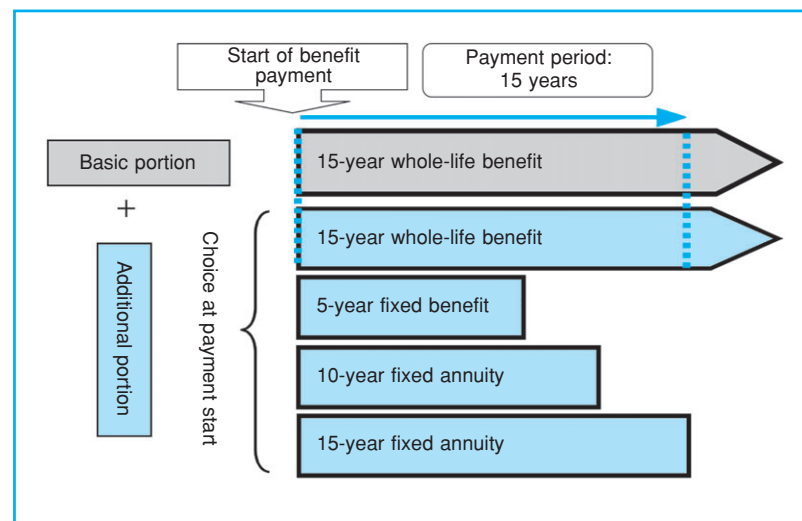 Start of benefit
payment
Payment period:
15 years
Basic portion
15-year whole-life benefit
+
Additional portion
Choice at payment start
15-year whole-life benefit
5-year fixed benefit
10-year fixed annuity
15-year fixed annuity